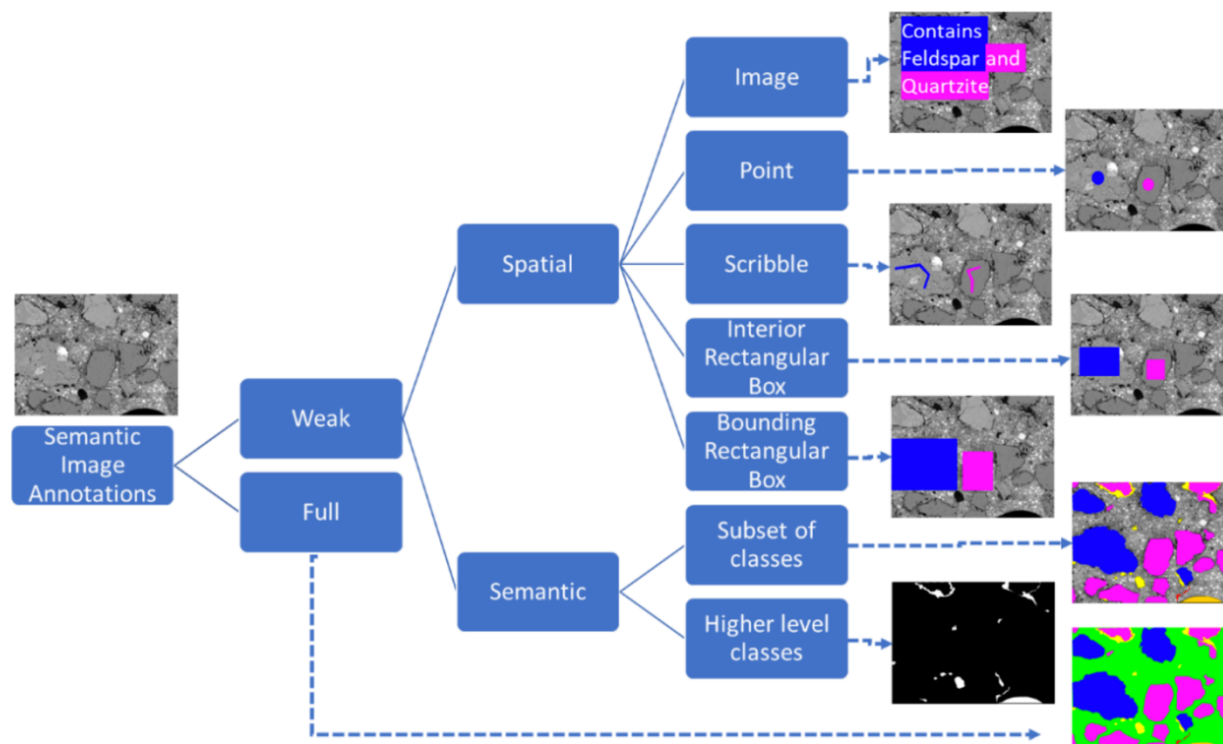 Semantic
Image
Annotations
Weak
Full
Spatial
Semantic
Image
Point
Scribble
Interior
Rectangular
Box
Bounding
Rectangular
Box
Subset of
classes
Higher level
classes
Contains
Feldspar and
Quartzite